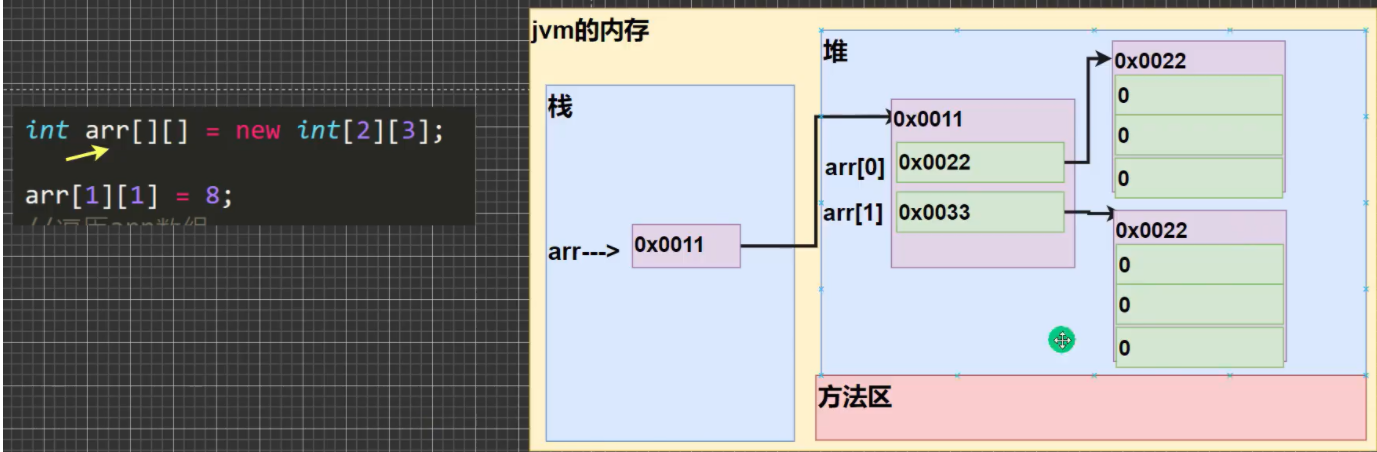 int arr[][] = new int[2][3];
arr[1][1] = 8;
jvm的内存
栈
arr---> 0x0011
堆
0x0011
arr[0] 0x0022
arr[1] 0x0033
0x0022
0
0
0
0x0022
0
0
0
方法区